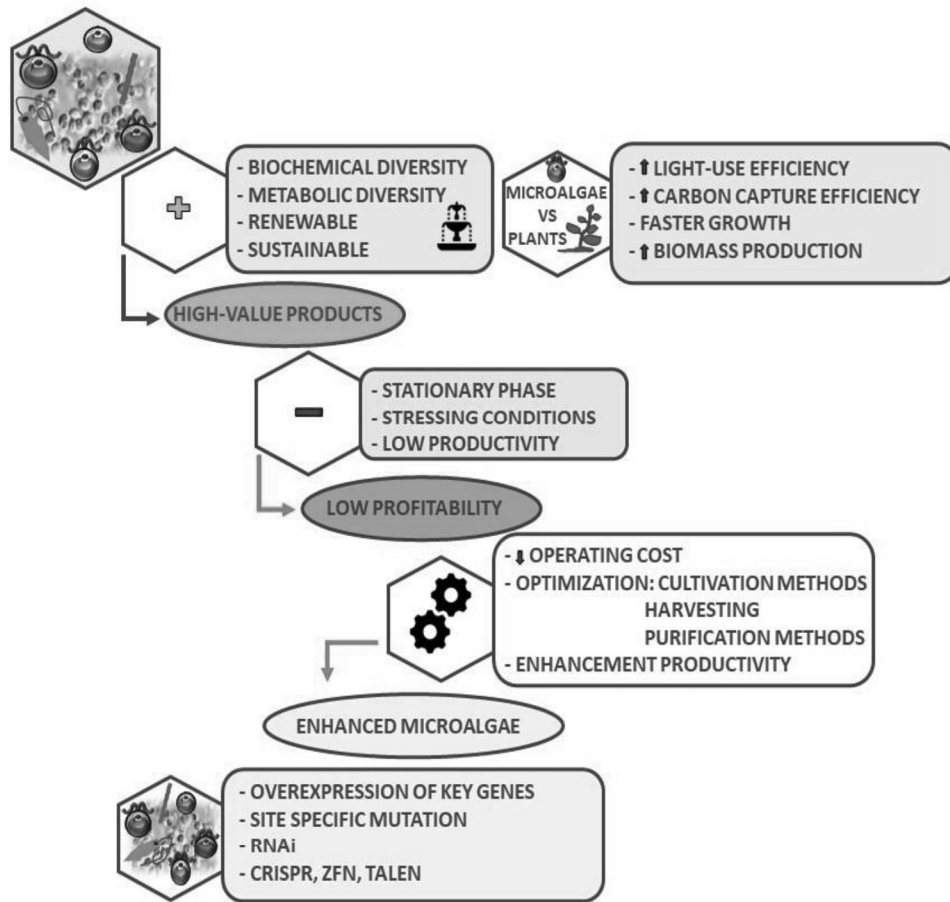 - BIOCHEMICAL DIVERSITY
- METABOLIC DIVERSITY
- RENEWABLE
- SUSTAINABLE
MICROALGAE
VS
PLANTS
- ⬆ LIGHT-USE EFFICIENCY
- ⬆ CARBON CAPTURE EFFICIENCY
- FASTER GROWTH
- ⬆ BIOMASS PRODUCTION
HIGH-VALUE PRODUCTS
- STATIONARY PHASE
- STRESSING CONDITIONS
- LOW PRODUCTIVITY
LOW PROFITABILITY
- ⬇ OPERATING COST
- OPTIMIZATION: CULTIVATION METHODS
HARVESTING
PURIFICATION METHODS
- ENHANCEMENT PRODUCTIVITY
ENHANCED MICROALGAE
- OVEREXPRESSION OF KEY GENES
- SITE SPECIFIC MUTATION
- RNAi
- CRISPR, ZFN, TALEN